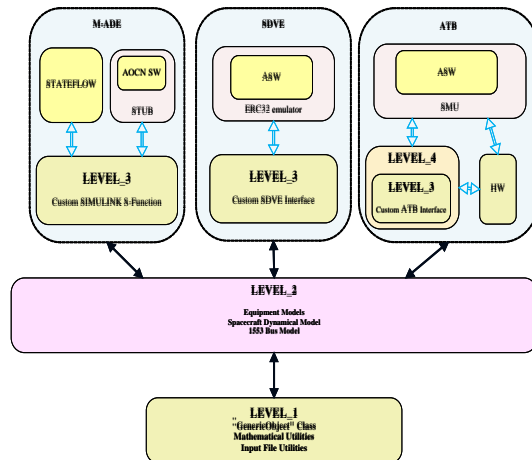 M-ADE
STATEFLOW
AOCN SW
STUB
LEVEL_3
Custom SIMULINK S-Function
SDVE
ASW
ERC32 emulator
LEVEL_3
Custom SDVE Interface
ATB
ASW
SMU
LEVEL_4
LEVEL_3
Custom ATB Interface
HW
LEVEL_2
Equipment Models
Spacecraft Dynamical Model
1553 Bus Model
LEVEL_1
"GenericObject" Class
Mathematical Utilities
Input File Utilities